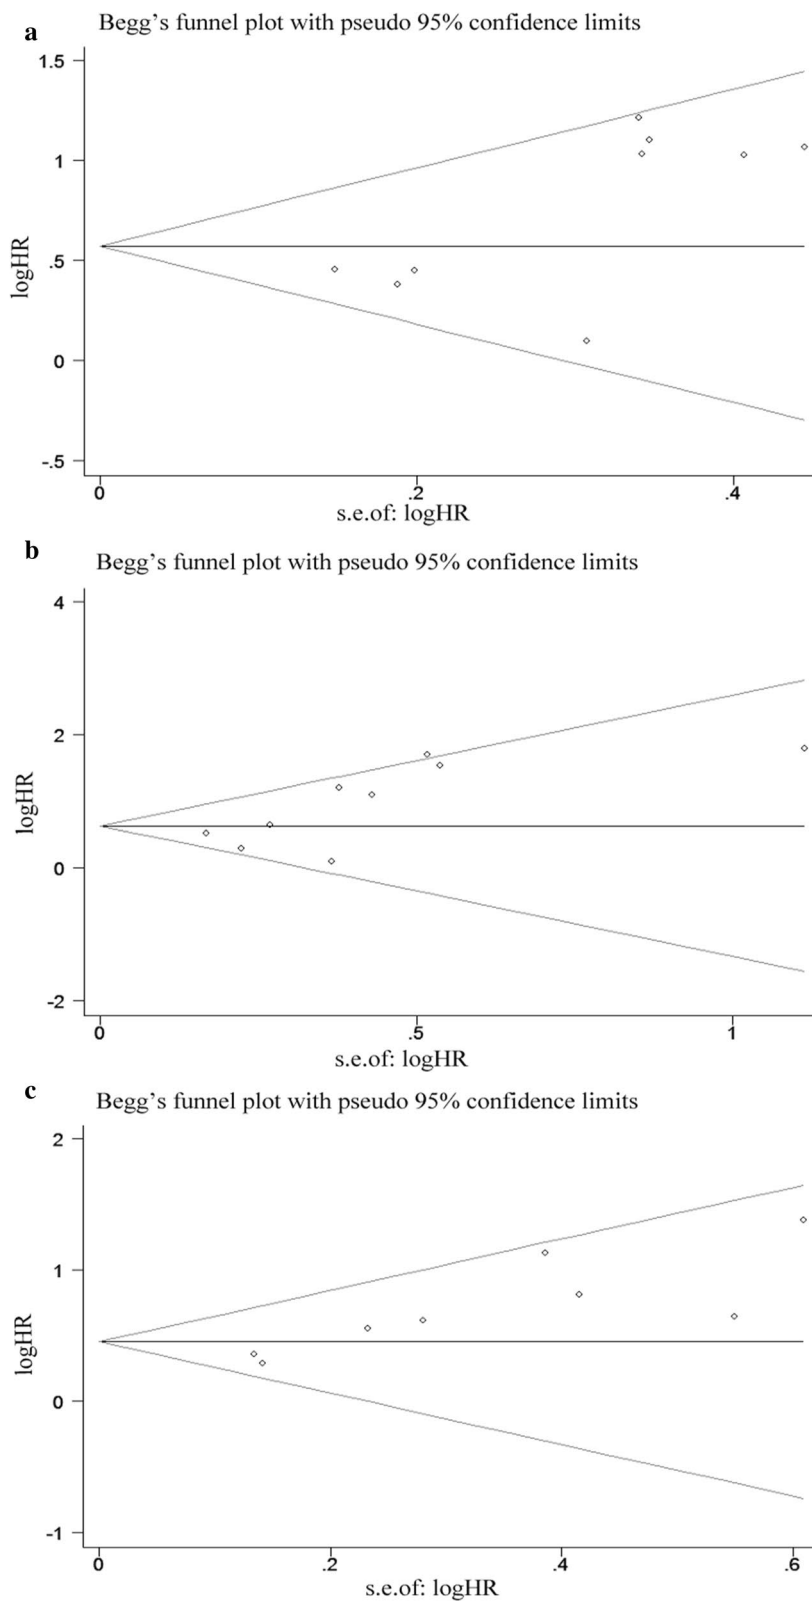 a
Begg's funnel plot with pseudo 95% confidence limits
1.5
1
.5
0
-.5
logHR
0 .2 .4
s.e.of: logHR
b
Begg's funnel plot with pseudo 95% confidence limits
4
2
0
-2
logHR
0 .5 1
s.e.of: logHR
c
Begg's funnel plot with pseudo 95% confidence limits
2
1
0
-1
logHR
0 .2 .4 .6
s.e.of: logHR